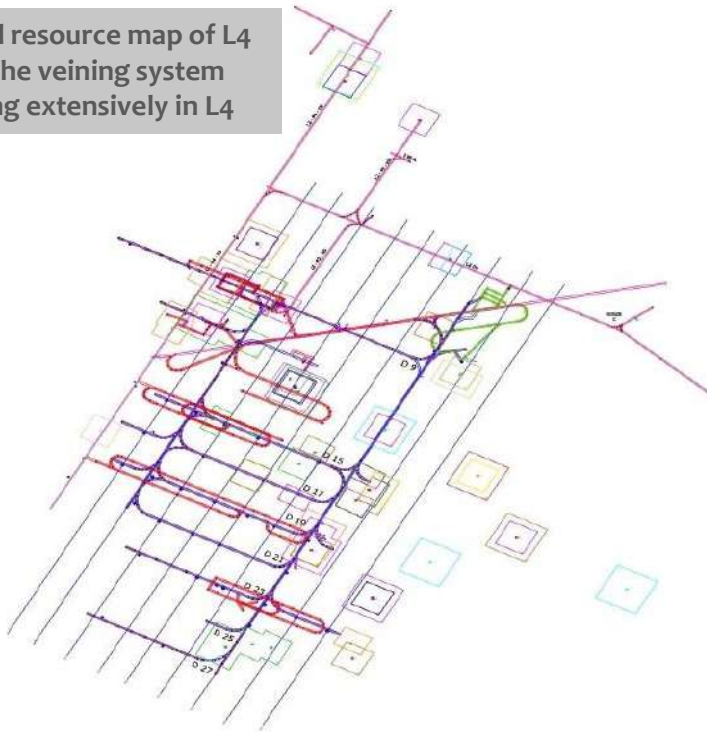 l resource map of L4
he veining system
ng extensively in L4
D 9
D 15
D 17
D 19
D 21
D 23
D 25
D 27